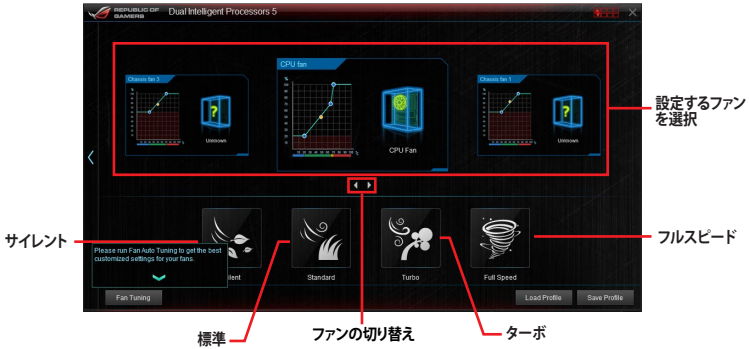 REPUBLIC OF
GAMERS
Dual Intelligent Processors 5
Chassis fan 3
Unknown
CPU fan
CPU Fan
Chassis fan 1
Unknown
設定するファン
を選択
サイレント
Please run Fan Auto Tuning to get the best
customized settings for your fans.
Standard
Turbo
Full Speed
フルスピード
Fan Tuning
Load Profile
Save Profile
標準
ファンの切り替え
ターボ